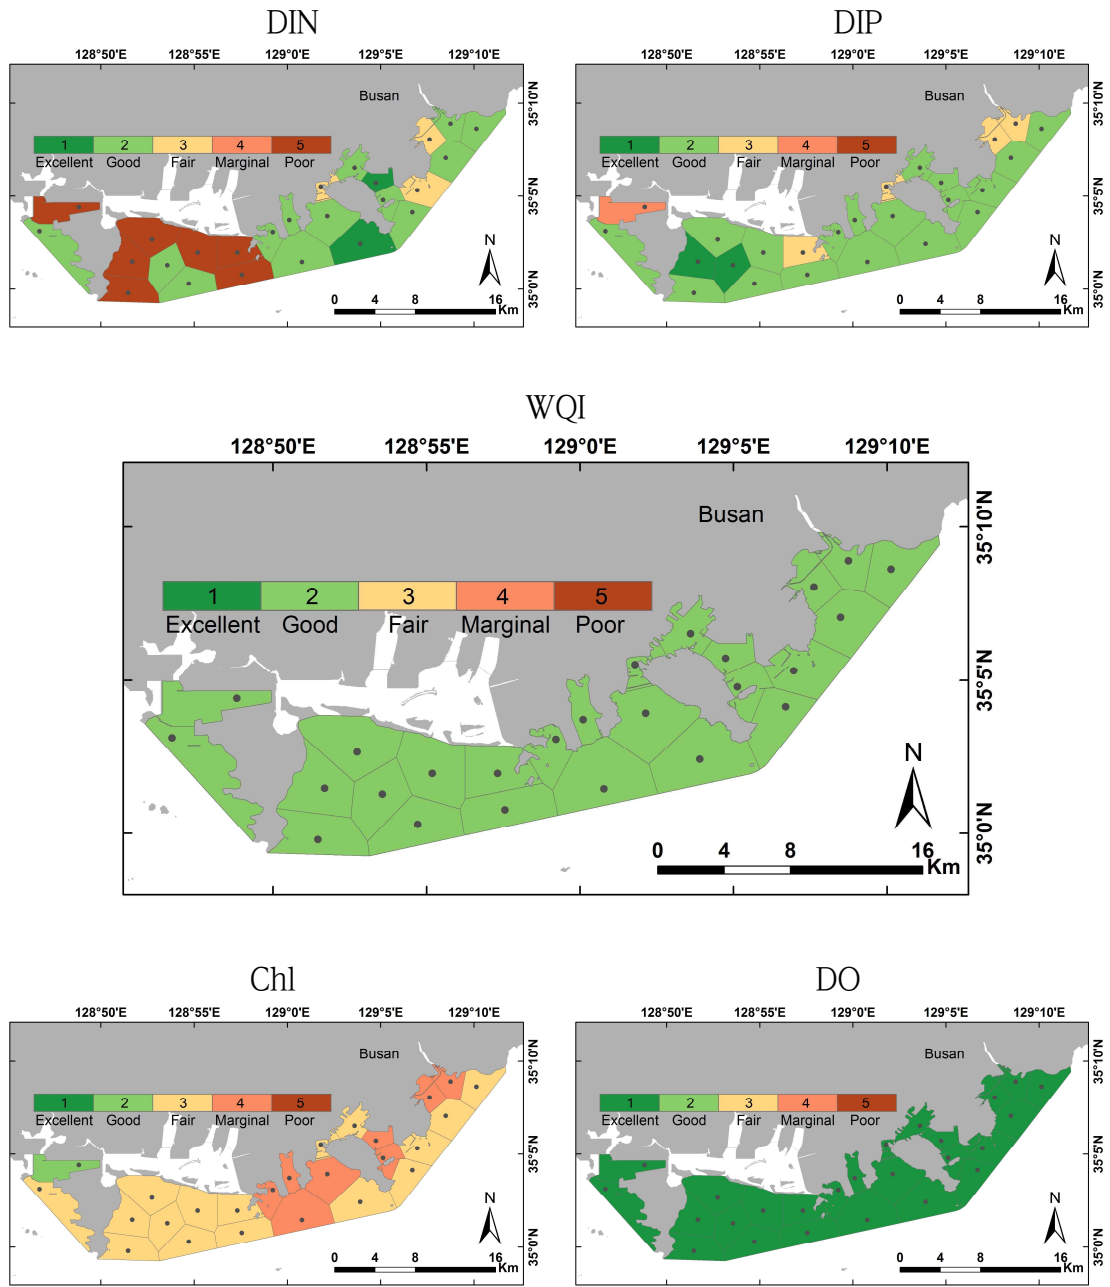 DIN
128°50'E 128°55'E 129°0'E 129°5'E 129°10'E
Busan
35°10'N
1 2 3 4 5
Excellent Good Fair Marginal Poor
35°5'N
N
35°0'N
0 4 8 16
Km
DIP
128°50'E 128°55'E 129°0'E 129°5'E 129°10'E
Busan
35°10'N
1 2 3 4 5
Excellent Good Fair Marginal Poor
35°5'N
N
35°0'N
0 4 8 16
Km
WQI
128°50'E 128°55'E 129°0'E 129°5'E 129°10'E
Busan
35°10'N
1 2 3 4 5
Excellent Good Fair Marginal Poor
35°5'N
N
35°0'N
0 4 8 16
Km
Chl
128°50'E 128°55'E 129°0'E 129°5'E 129°10'E
Busan
35°10'N
1 2 3 4 5
Excellent Good Fair Marginal Poor
35°5'N
N
35°0'N
0 4 8 16
Km
DO
128°50'E 128°55'E 129°0'E 129°5'E 129°10'E
Busan
35°10'N
1 2 3 4 5
Excellent Good Fair Marginal Poor
35°5'N
N
35°0'N
0 4 8 16
Km